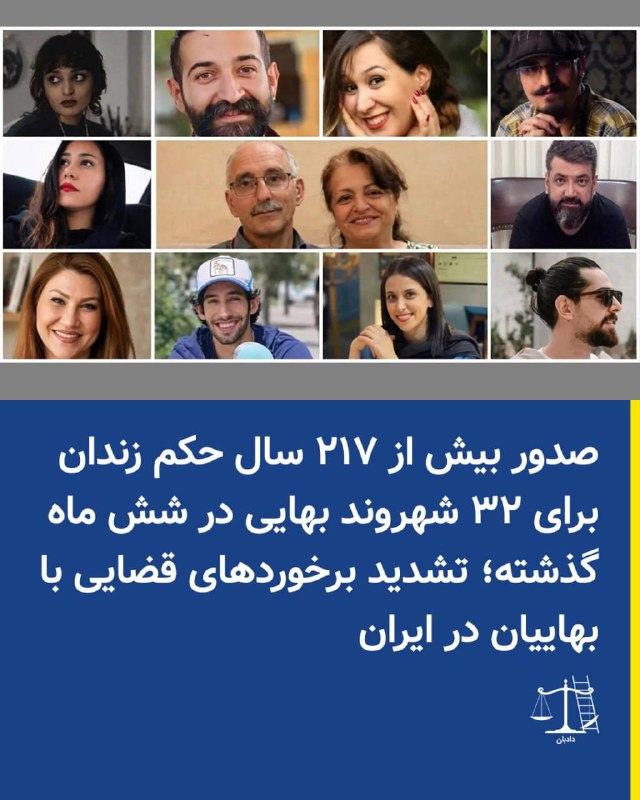 صدور بیش از ۲۱۷ سال حکم زندان
برای ۳۲ شهروند بهایی در شش ماه
گذشته؛ تشدید برخوردهای قضایی با
بهاییان در ایران
دادبان